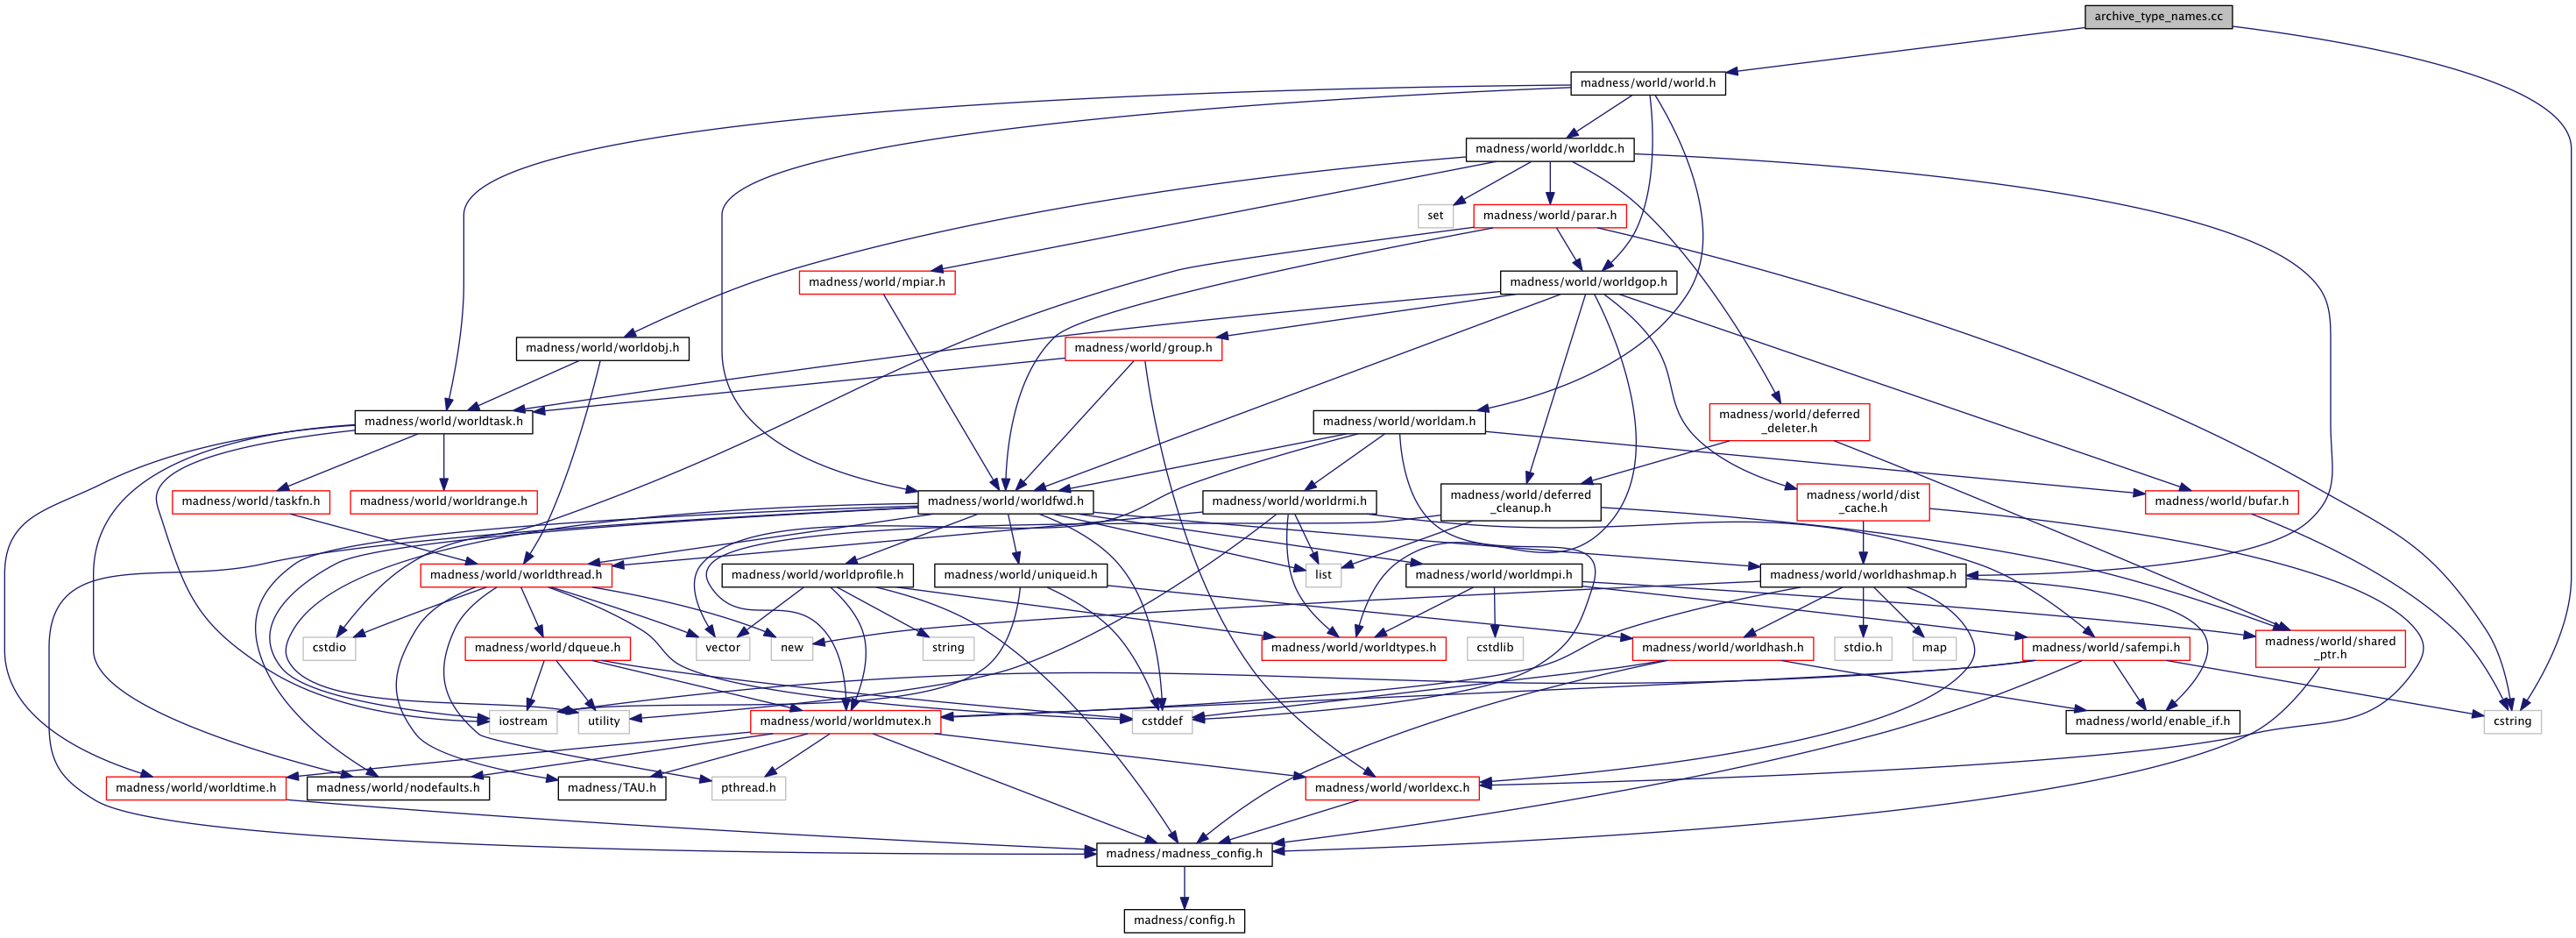 archive_type_names.cc
madness/world/world.h
madness/world/worlddc.h
set
madness/world/parar.h
madness/world/mpiar.h
madness/world/worldgop.h
madness/world/worldobj.h
madness/world/group.h
madness/world/worldtask.h
madness/world/worldam.h
madness/world/deferred
_deleter.h
madness/world/taskfn.h
madness/world/worldrange.h
madness/world/worldfwd.h
madness/world/worldrmi.h
madness/world/deferred
_cleanup.h
madness/world/dist
_cache.h
madness/world/bufar.h
madness/world/worldthread.h
madness/world/worldprofile.h
madness/world/uniqueid.h
list
madness/world/worldmpi.h
madness/world/worldhashmap.h
cstdio
madness/world/dqueue.h
vector
new
string
madness/world/worldtypes.h
cstdlib
madness/world/worldhash.h
stdio.h
map
madness/world/safempi.h
madness/world/shared
_ptr.h
iostream
utility
madness/world/worldmutex.h
cstddef
madness/world/enable_if.h
cstring
madness/world/worldtime.h
madness/world/nodefaults.h
madness/TAU.h
pthread.h
madness/world/worldexc.h
madness/madness_config.h
madness/config.h